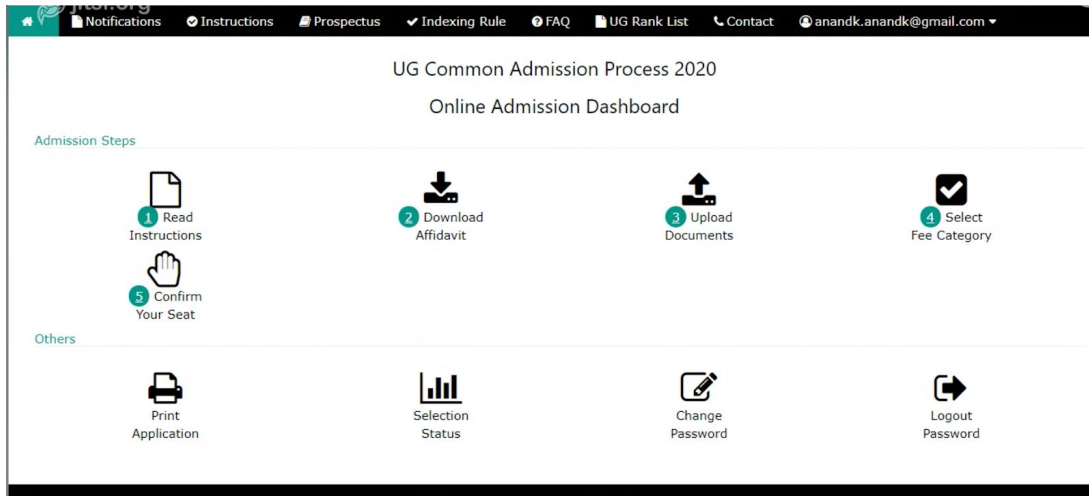 jitsi.org
Notifications Instructions Prospectus Indexing Rule FAQ UG Rank List Contact anandk.anandk@gmail.com
UG Common Admission Process 2020
Online Admission Dashboard
Admission Steps
1 Read
Instructions
2 Download
Affidavit
3 Upload
Documents
4 Select
Fee Category
5 Confirm
Your Seat
Others
Print
Application
Selection
Status
Change
Password
Logout
Password